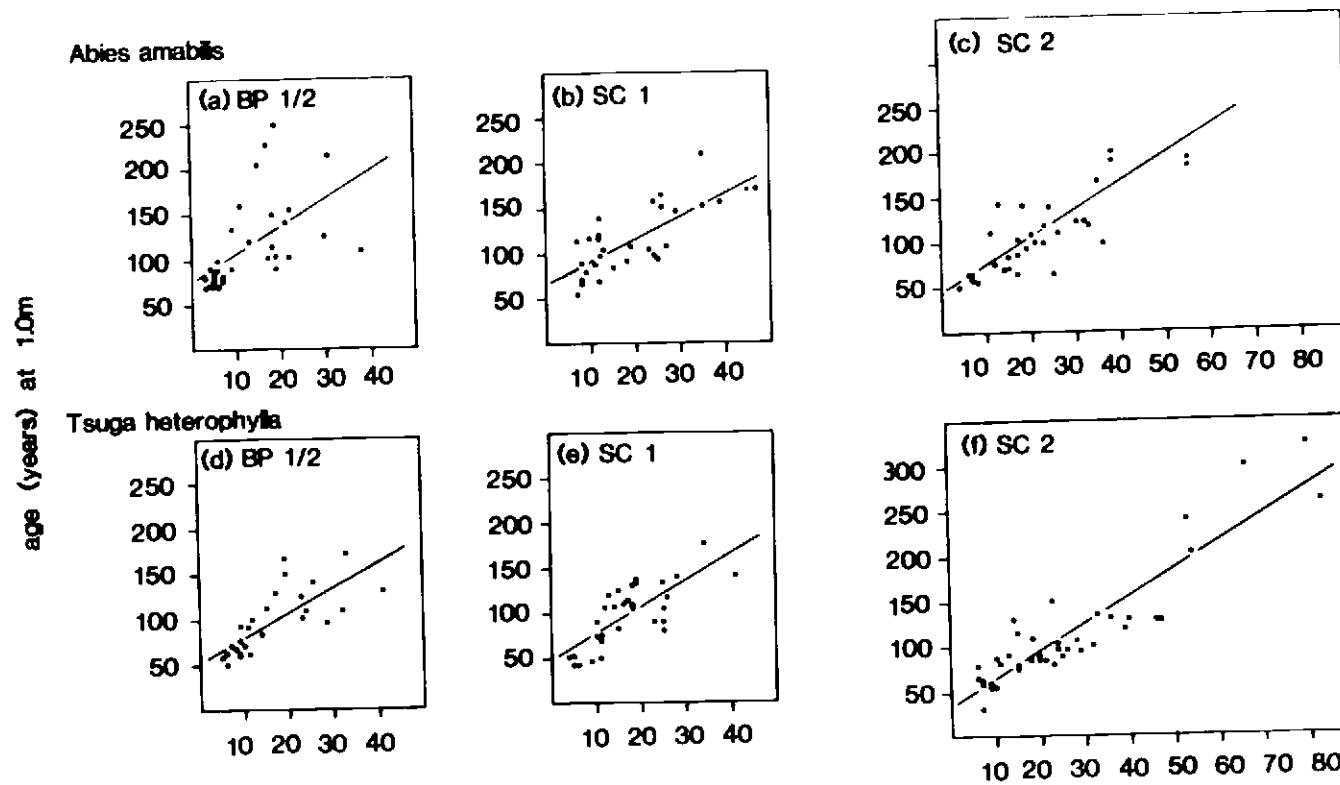 Abies amabilis
(a) BP 1/2
(b) SC 1
(c) SC 2
250
200
150
100
50
250
200
150
100
50
250
200
150
100
50
10 20 30 40
10 20 30 40
10 20 30 40 50 60 70 80
age (years) at 1.0m
Tsuga heterophylla
(d) BP 1/2
(e) SC 1
(f) SC 2
250
200
150
100
50
250
200
150
100
50
300
250
200
150
100
50
10 20 30 40
10 20 30 40
10 20 30 40 50 60 70 80